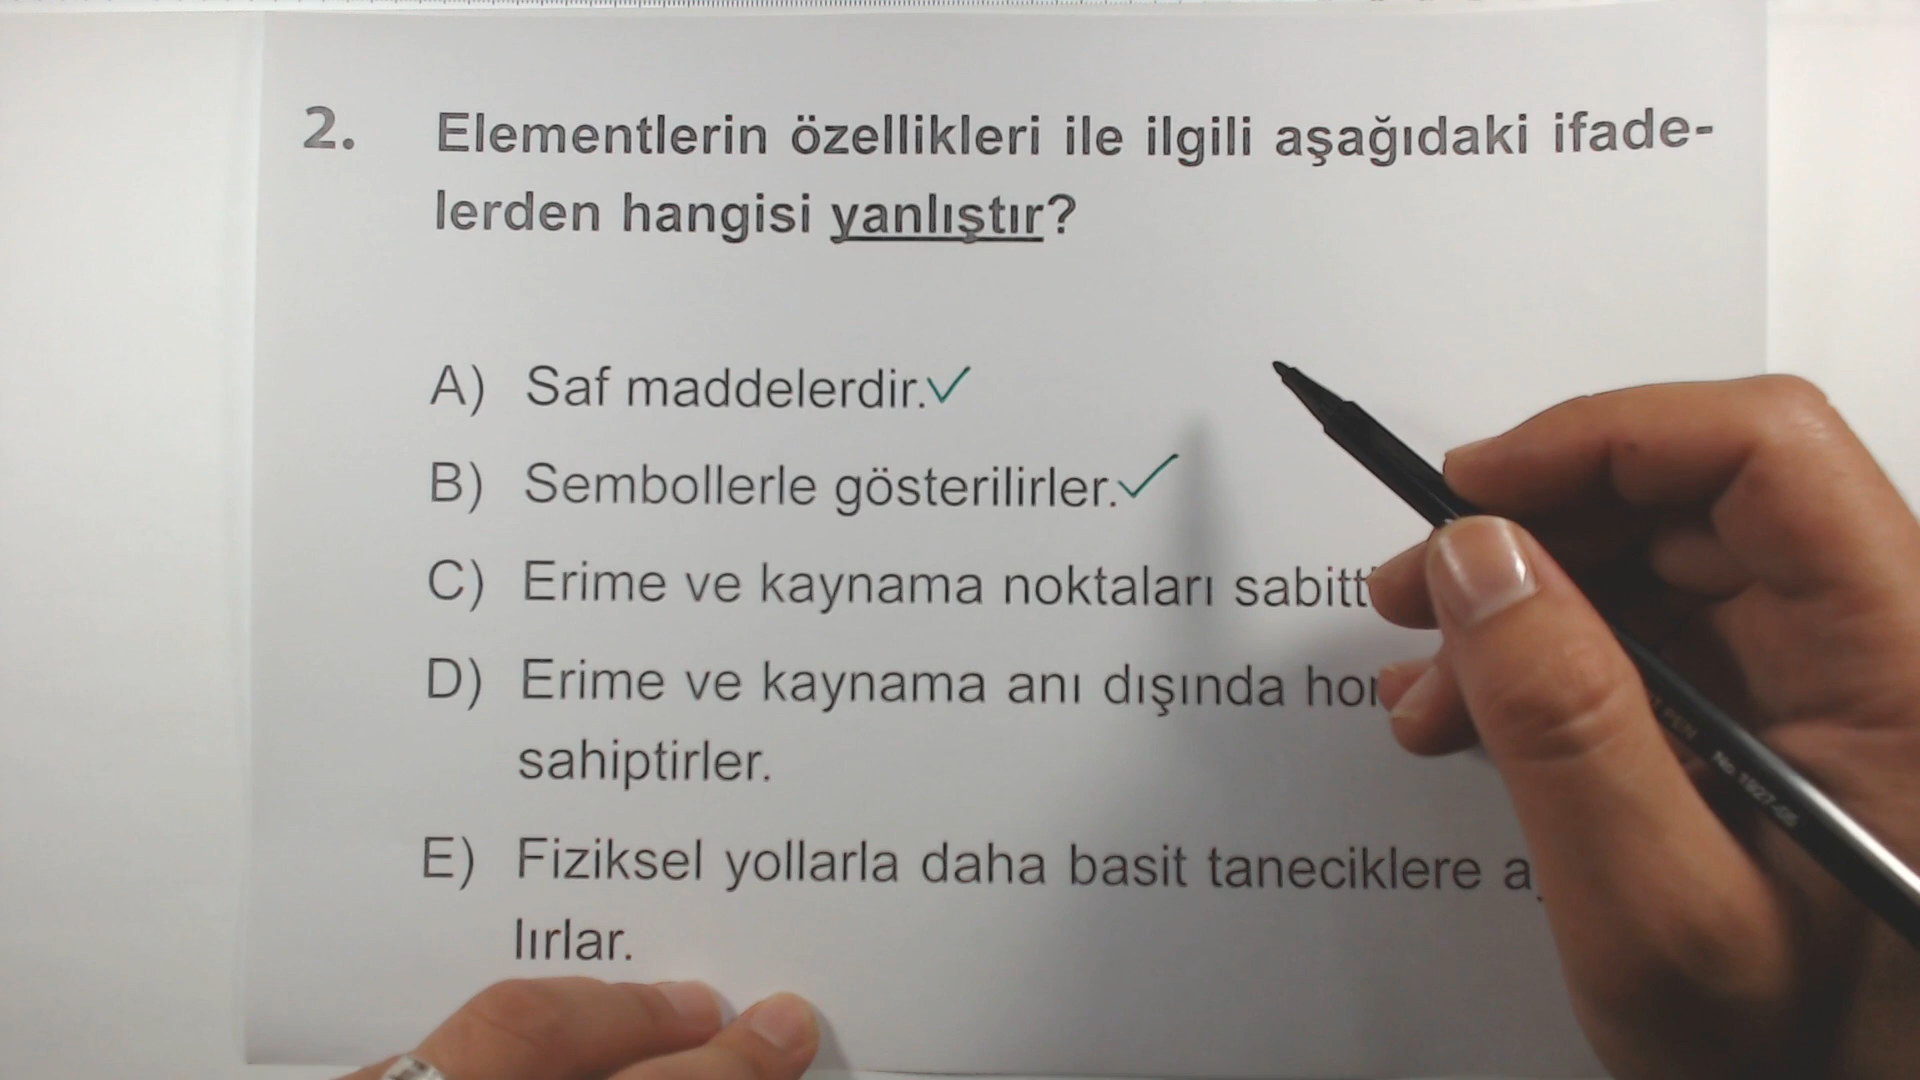 2. Elementlerin özellikleri ile ilgili aşağıdaki ifade-
lerden hangisi yanlıştır?
A) Saf maddelerdir.✓
B) Sembollerle gösterilirler.✓
C) Erime ve kaynama noktaları
D) Erime ve kaynama anı dışında
sahiptirler.
E) Fiziksel yollarla daha basit taneciklere
lırlar.